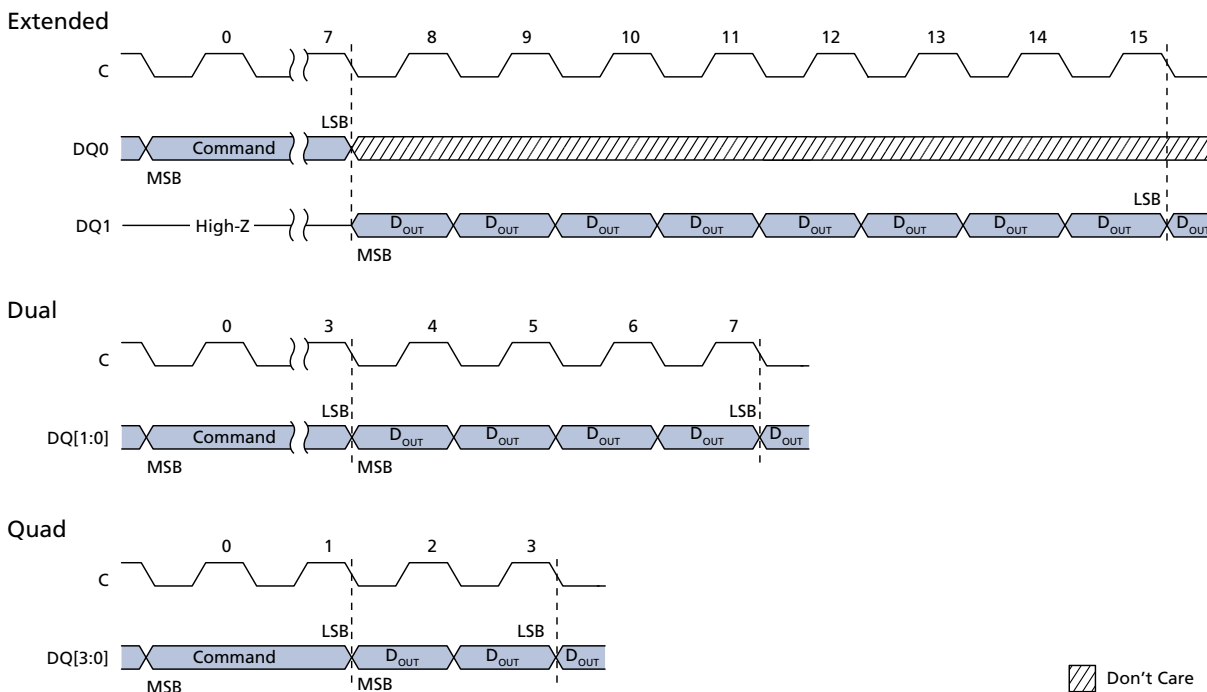 Extended
0 7 8 9 10 11 12 13 14 15
C
LSB
DQ0 Command
MSB
LSB
DQ1 High-Z DOUT DOUT DOUT DOUT DOUT DOUT DOUT DOUT DOUT
MSB
Dual
0 3 4 5 6 7
C
LSB LSB
DQ[1:0] Command DOUT DOUT DOUT DOUT DOUT
MSB MSB
Quad
0 1 2 3
C
LSB LSB
DQ[3:0] Command DOUT DOUT DOUT
MSB MSB
Don't Care